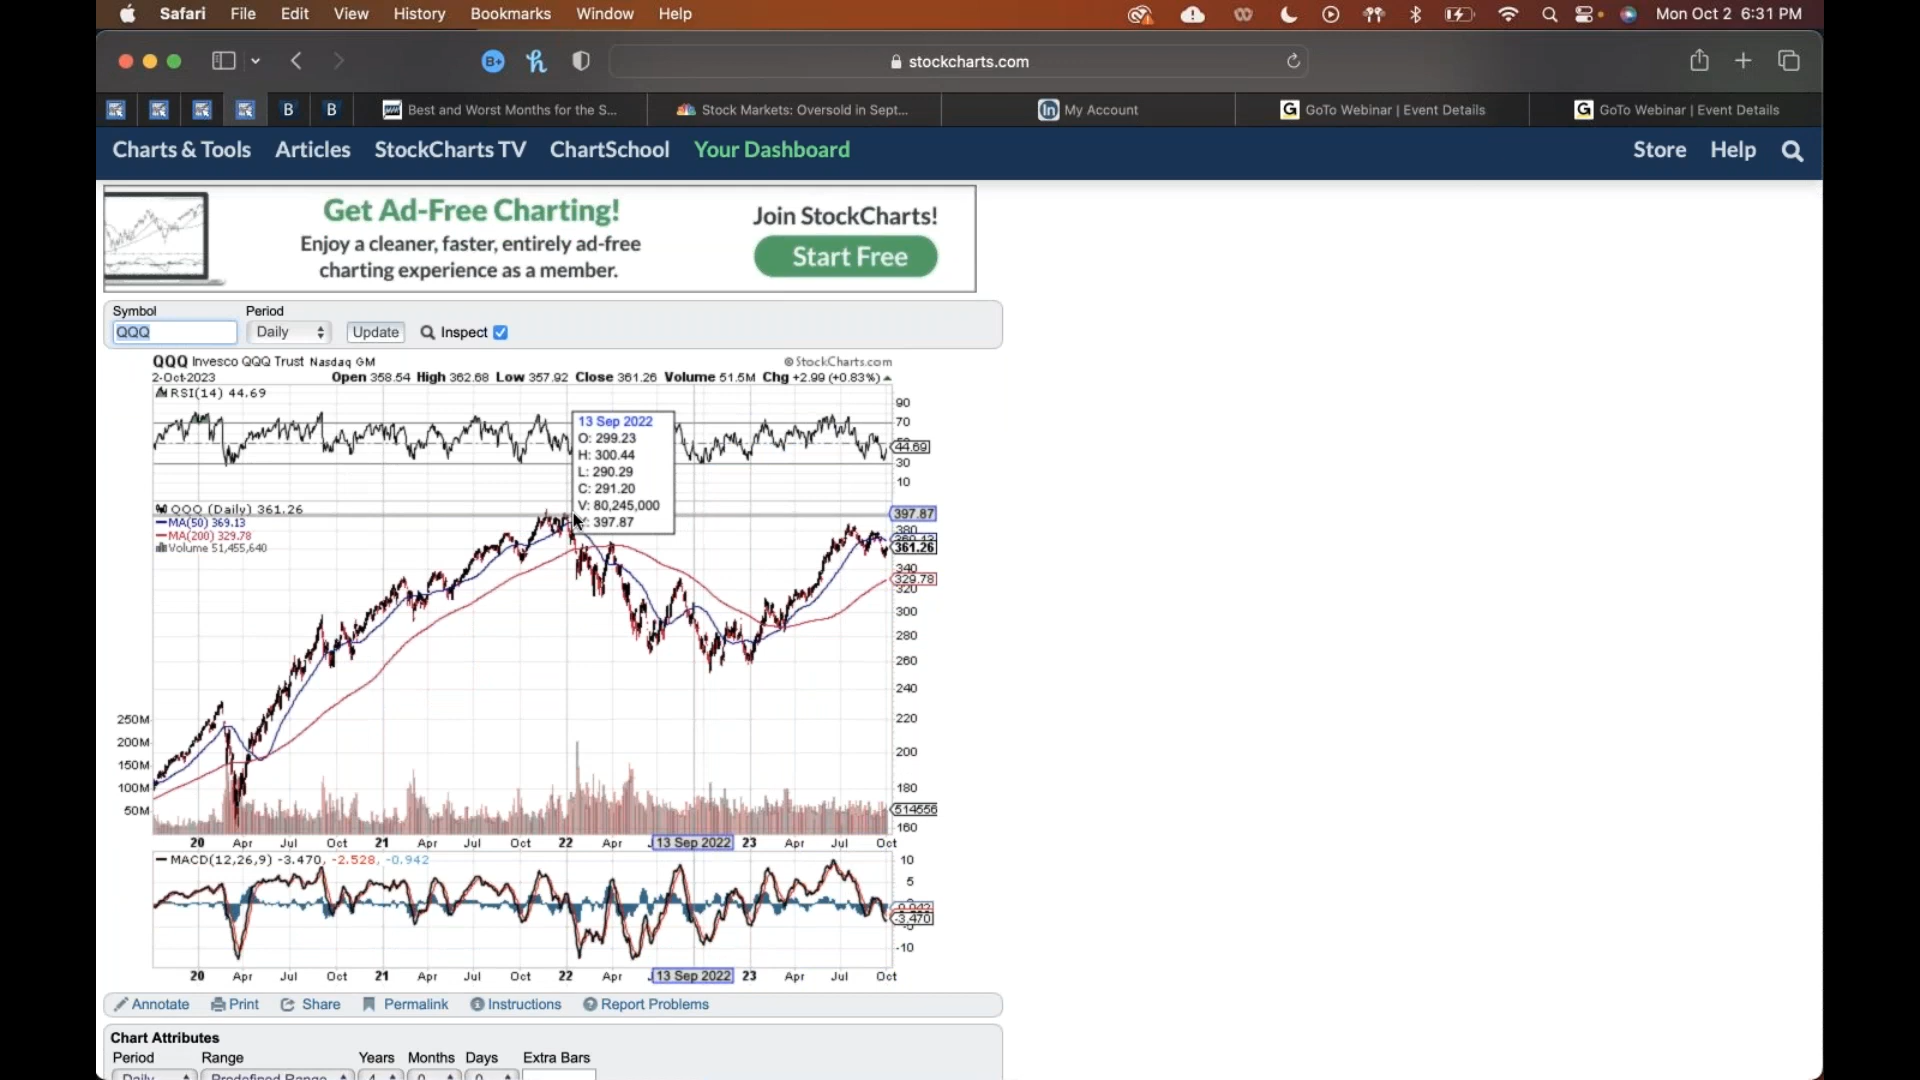 Safari File Edit View History Bookmarks Window Help Mon Oct 2 6:31 PM
stockcharts.com
B B Best and Worst Months for the S... Stock Markets: Oversold in Sept... My Account GoTo Webinar | Event Details GoTo Webinar | Event Details
Charts & Tools Articles StockCharts TV ChartSchool Your Dashboard Store Help
Get Ad-Free Charting!
Enjoy a cleaner, faster, entirely ad-free
charting experience as a member.
Join StockCharts!
Start Free
Symbol Period
QQQ Daily Update Inspect
QQQ Invesco QQQ Trust Nasdaq GM © StockCharts.com
2-Oct-2023 Open 358.54 High 362.68 Low 357.92 Close 361.26 Volume 51.5M Chg +2.99 (+0.83%)
RSI(14) 44.69
90
70
44.69
30
10
13 Sep 2022
O: 299.23
H: 300.44
L: 290.29
C: 291.20
V: 80,245,000
Y: 397.87
QQQ (Daily) 361.26
MA(50) 369.13
MA(200) 329.78
Volume 51,455,640
397.87
380
361.26
340
329.78
320
300
280
260
240
220
200
180
514556
160
250M
200M
150M
100M
50M
20 Apr Jul Oct 21 Apr Jul Oct 22 Apr 13 Sep 2022 23 Apr Jul Oct
MACD(12,26,9) -3.470, -2.528, -0.942
10
5
-3.470
-10
20 Apr Jul Oct 21 Apr Jul Oct 22 Apr 13 Sep 2022 23 Apr Jul Oct
Annotate Print Share Permalink Instructions Report Problems
Chart Attributes
Period Range Years Months Days Extra Bars
Daily Predefined Range 4 0 0